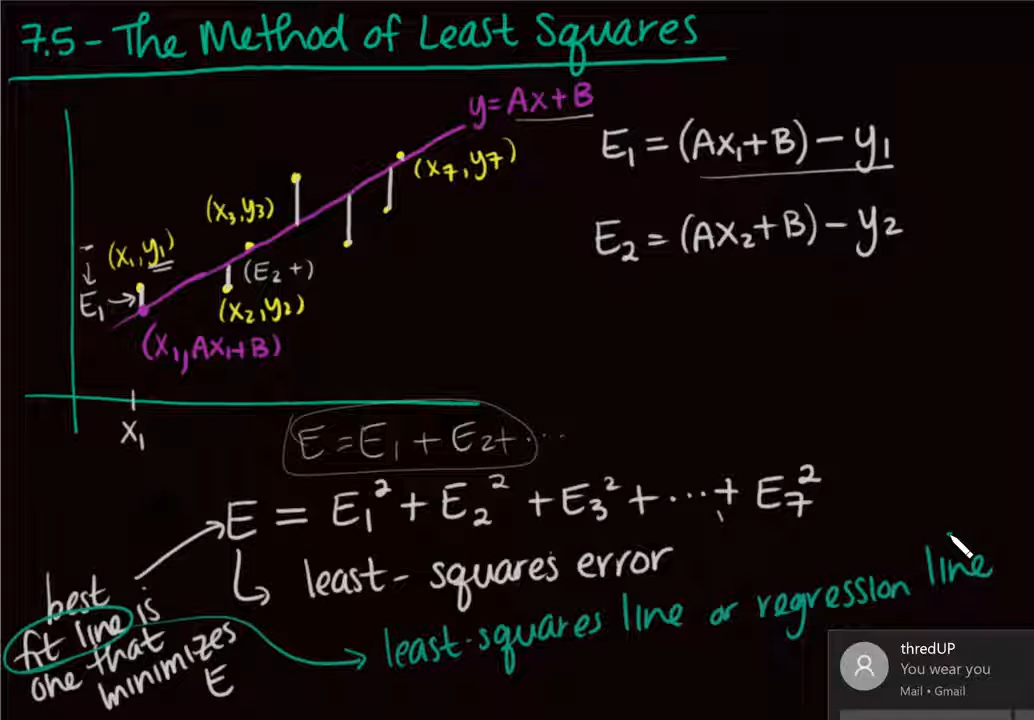 7.5 - The Method of Least Squares
y = Ax + B
E₁ = (Ax₁ + B) - y₁
(x₇, y₇)
(x₃, y₃)
E₂ = (Ax₂ + B) - y₂
(x₁, y₁)
(E₂ +)
E₁ →
(x₂, y₂)
(x₁, Ax₁ + B)
x₁
E = E₁ + E₂ + ...
E = E₁² + E₂² + E₃² + ... + E₇²
least-squares error
best
fit line is
one that
minimizes
E
least-squares line or regression line
thredUP
You wear you
Mail • Gmail